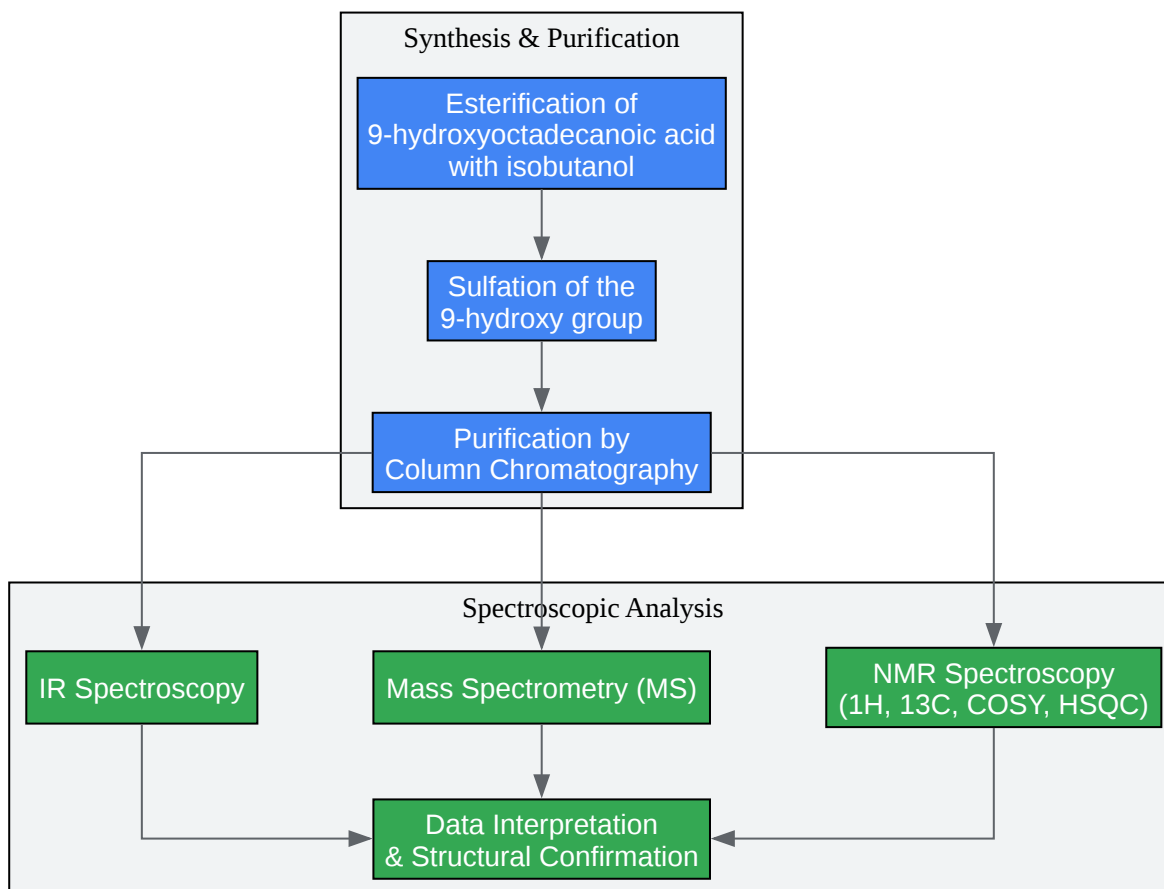 Synthesis & Purification
Esterification of
9-hydroxyoctadecanoic acid
with isobutanol
Sulfation of the
9-hydroxy group
Purification by
Column Chromatography
Spectroscopic Analysis
IR Spectroscopy
Mass Spectrometry (MS)
NMR Spectroscopy
(1H, 13C, COSY, HSQC)
Data Interpretation
& Structural Confirmation